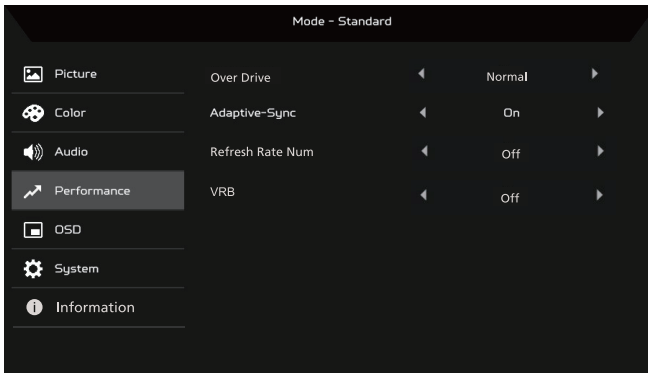 Mode - Standard
Picture
Color
Audio
Performance
OSD
System
Information
Over Drive Normal
Adaptive-Sync On
Refresh Rate Num Off
VRB Off